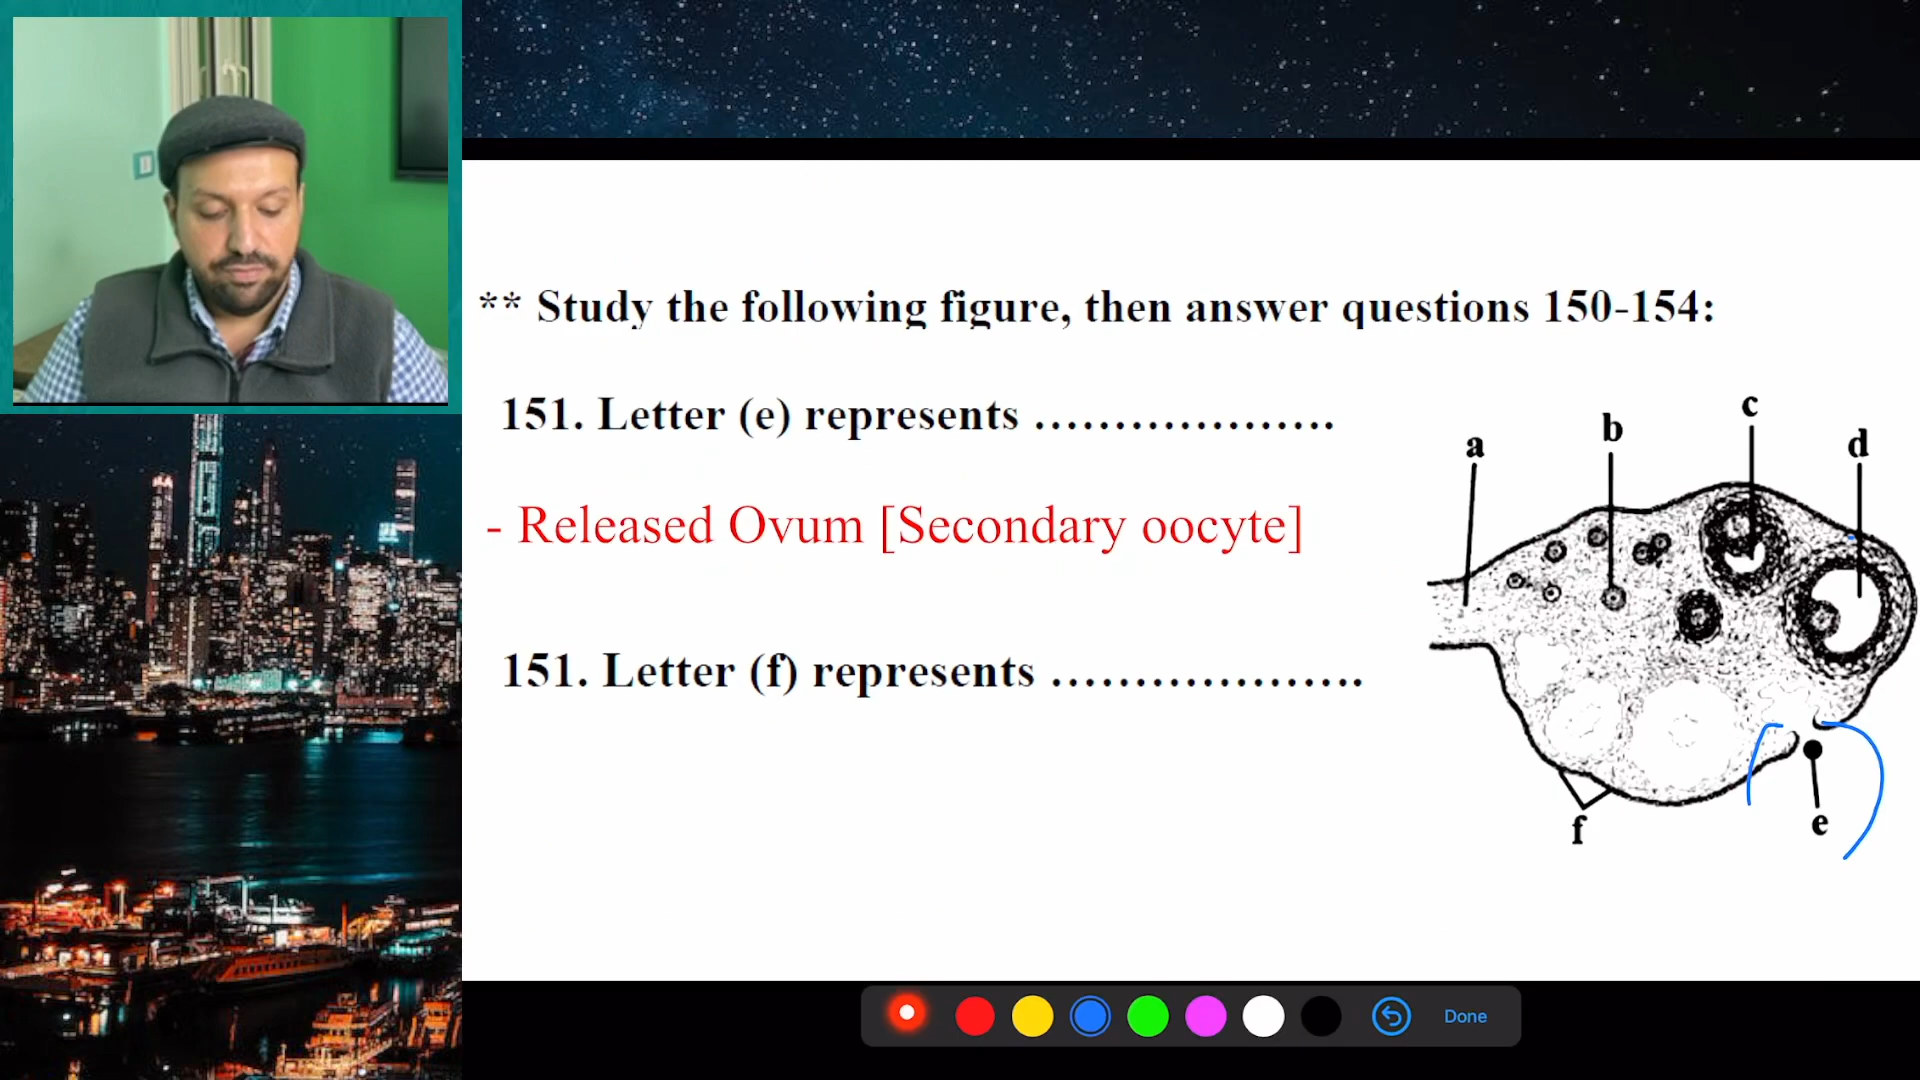 ** Study the following figure, then answer questions 150-154:
151. Letter (e) represents ………………….
- Released Ovum [Secondary oocyte]
151. Letter (f) represents ………………….
a
b
c
d
f
e
Done